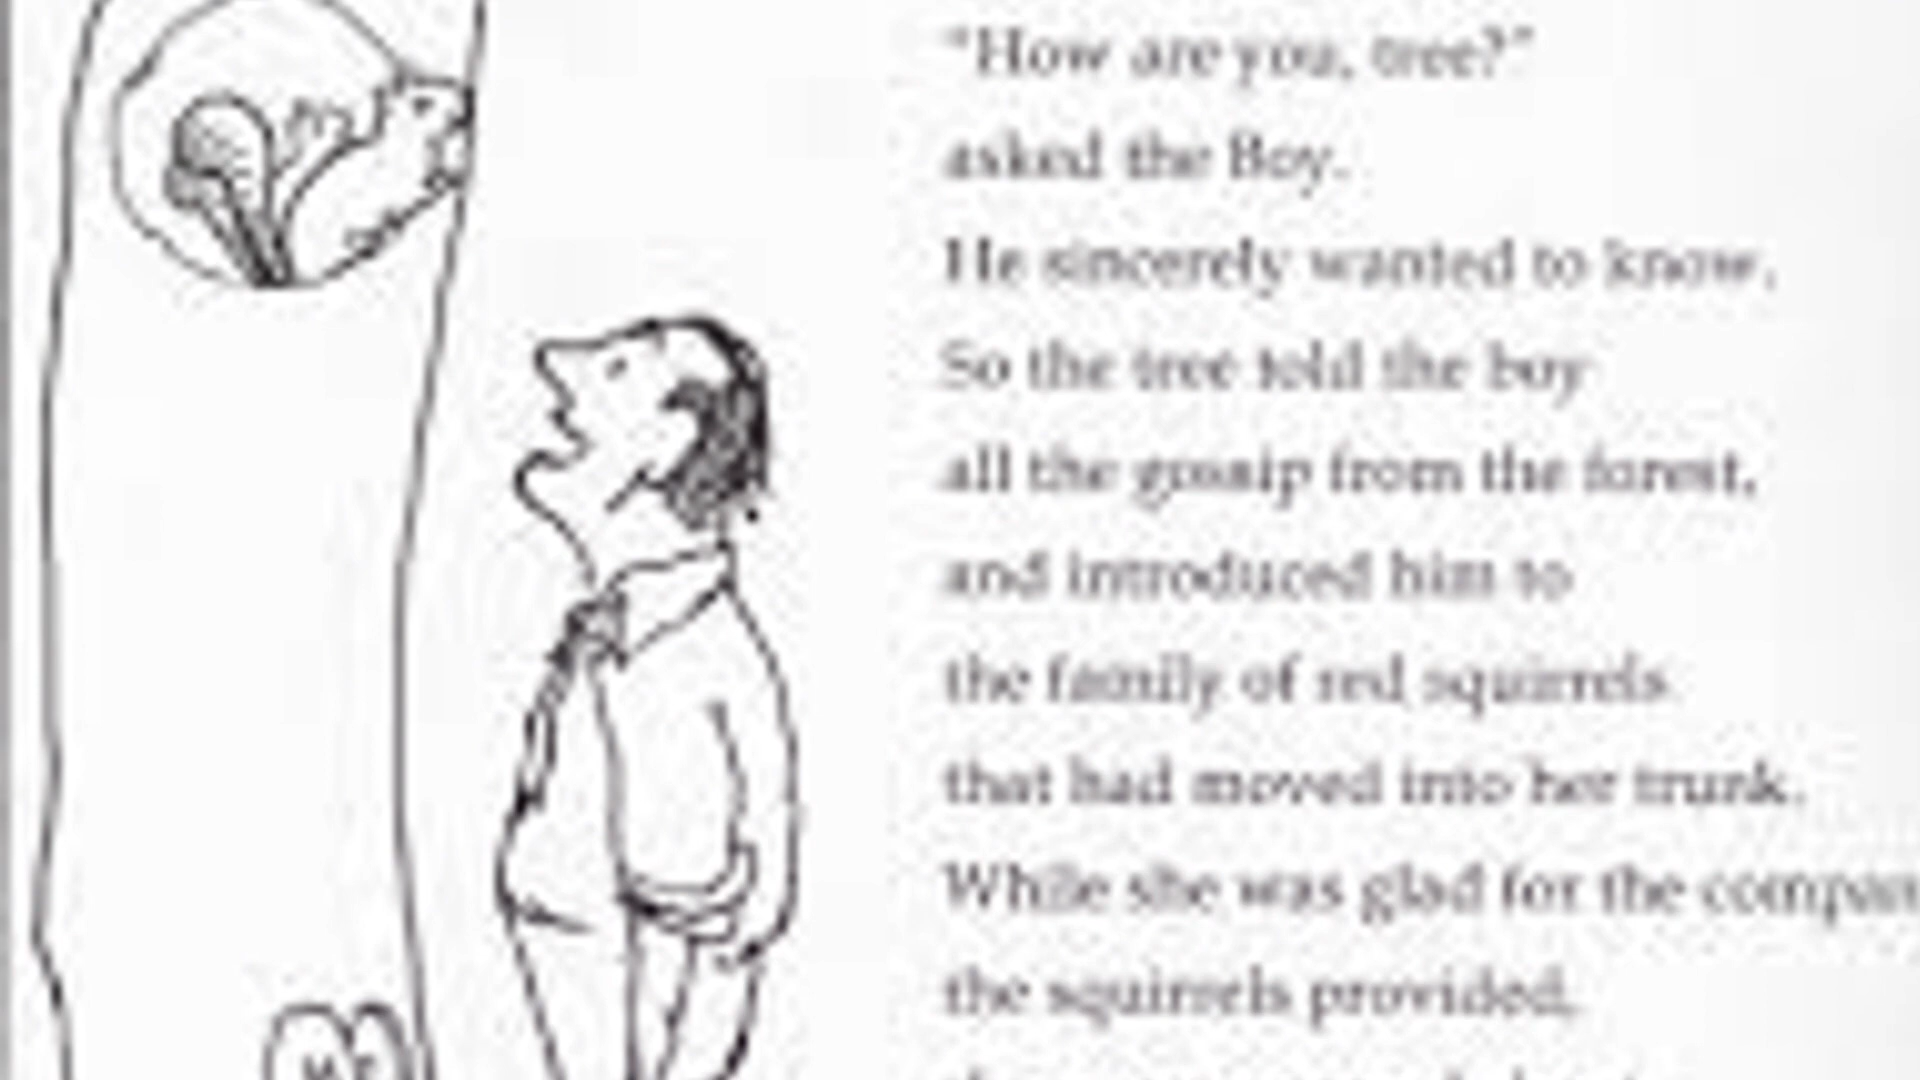 "How are you, tree?"
asked the Boy.
He sincerely wanted to know.
So the tree told the boy
all the gossip from the forest,
and introduced him to
the family of red squirrels
that had moved into her trunk.
While she was glad for the compan
the squirrels provided,